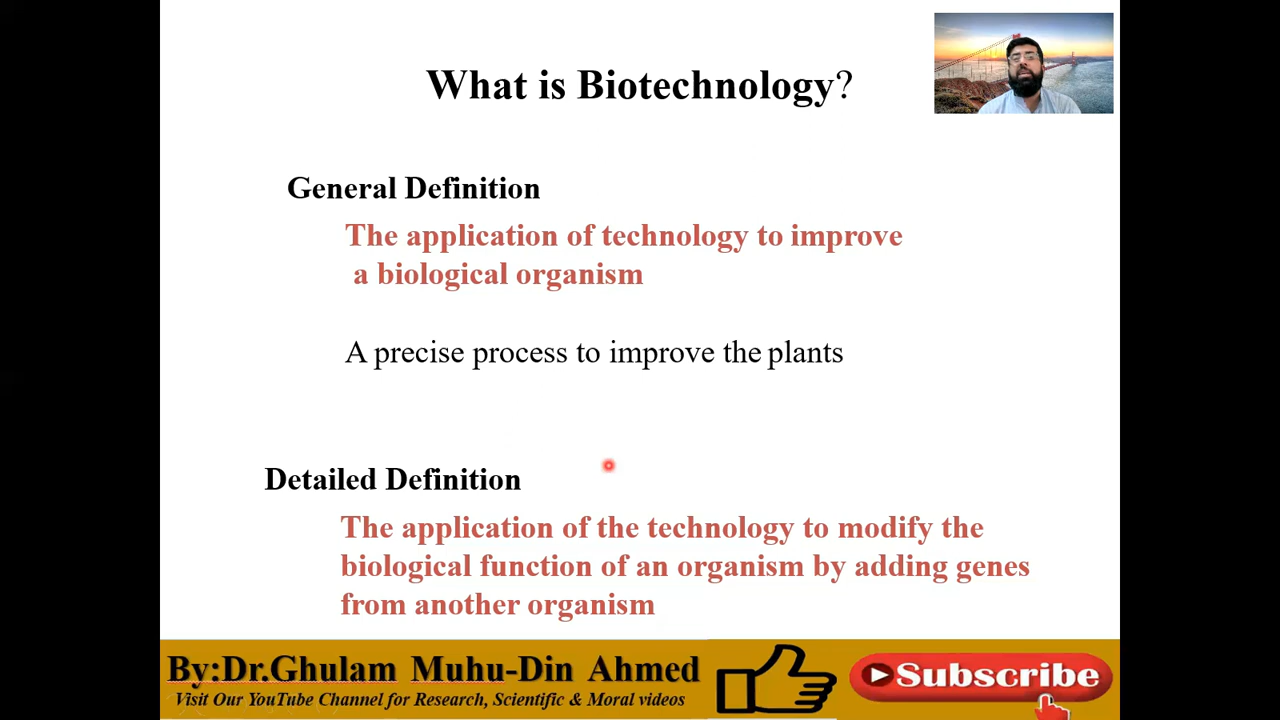 What is Biotechnology?
General Definition
The application of technology to improve
a biological organism
A precise process to improve the plants
Detailed Definition
The application of the technology to modify the
biological function of an organism by adding genes
from another organism
By:Dr.Ghulam Muhu-Din Ahmed
Visit Our YouTube Channel for Research, Scientific & Moral videos
Subscribe